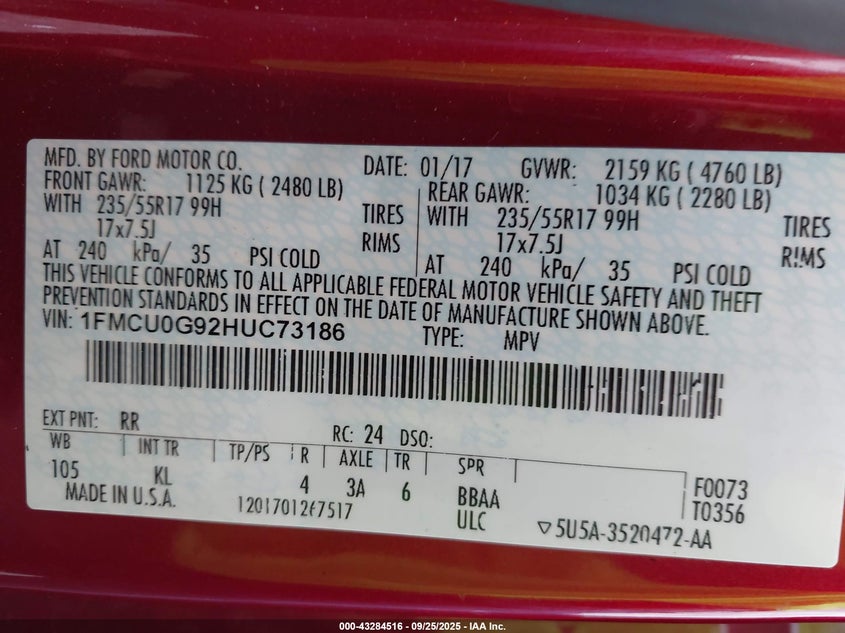 MFD. BY FORD MOTOR CO. DATE: 01/17 GVWR: 2159 KG ( 4760 LB)
FRONT GAWR: 1125 KG ( 2480 LB) REAR GAWR: 1034 KG ( 2280 LB)
WITH 235/55R17 99H TIRES WITH 235/55R17 99H TIRES
17x7.5J RIMS 17x7.5J RIMS
AT 240 kPa/ 35 PSI COLD AT 240 kPa/ 35 PSI COLD
THIS VEHICLE CONFORMS TO ALL APPLICABLE FEDERAL MOTOR VEHICLE SAFETY AND THEFT
PREVENTION STANDARDS IN EFFECT ON THE DATE OF MANUFACTURE SHOWN ABOVE.
VIN: 1FMCU0G92HUC73186 TYPE: MPV
EXT PNT: RR RC: 24 DSO:
WB INT TR TP/PS R AXLE TR SPR
105 KL 4 3A 6 BBAA F0073
MADE IN U.S.A. 1201701267517 ULC T0356
▽5U5A-3520472-AA
000-43284516 - 09/25/2025 - IAA Inc.